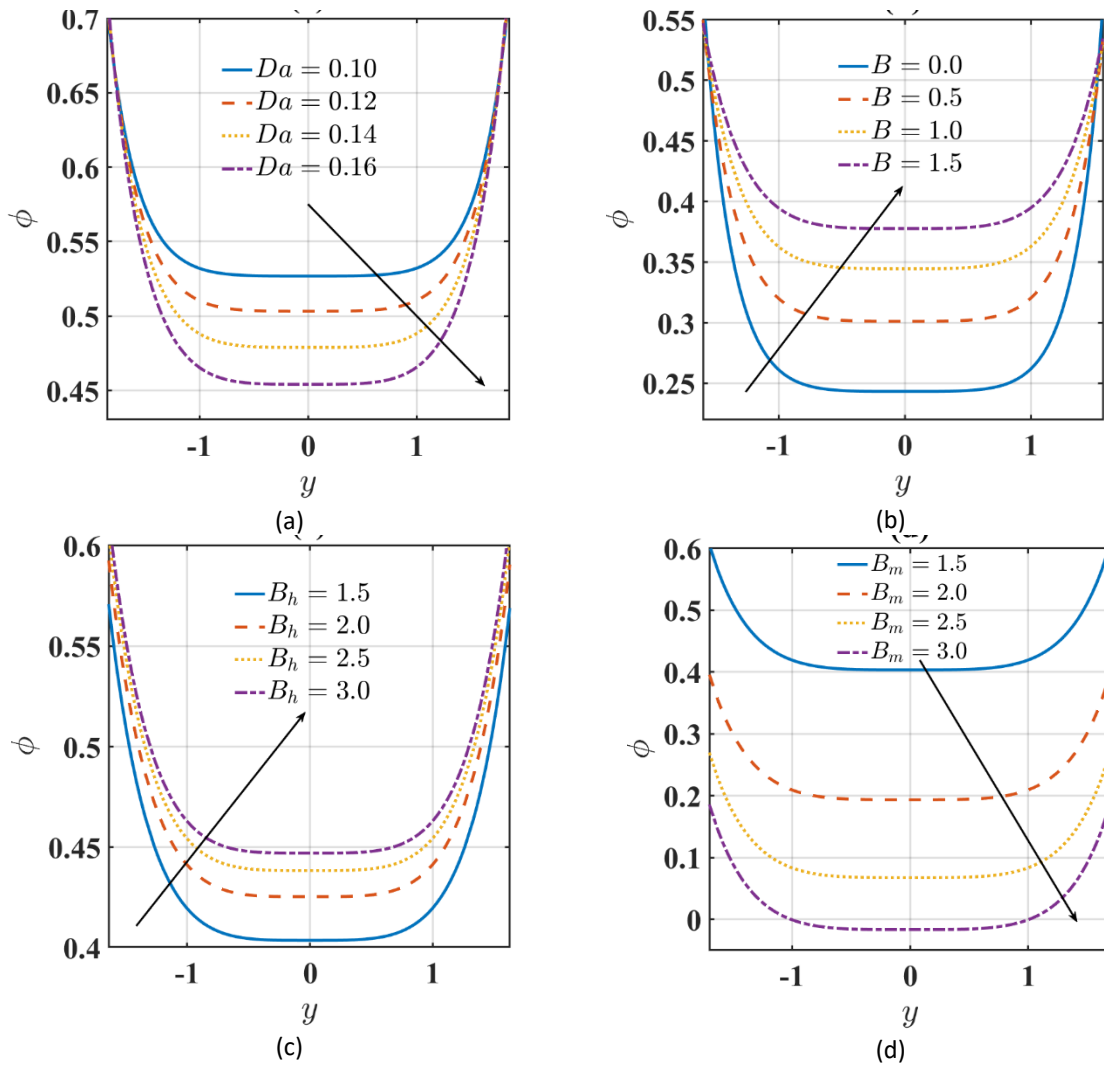 0.7
0.65
0.6
0.55
0.5
0.45
ϕ
Da = 0.10
Da = 0.12
Da = 0.14
Da = 0.16
-1 0 1
y
(a)
0.55
0.5
0.45
0.4
0.35
0.3
0.25
ϕ
B = 0.0
B = 0.5
B = 1.0
B = 1.5
-1 0 1
y
(b)
0.6
0.55
0.5
0.45
0.4
ϕ
B_h = 1.5
B_h = 2.0
B_h = 2.5
B_h = 3.0
-1 0 1
y
(c)
0.6
0.5
0.4
0.3
0.2
0.1
0
ϕ
B_m = 1.5
B_m = 2.0
B_m = 2.5
B_m = 3.0
-1 0 1
y
(d)